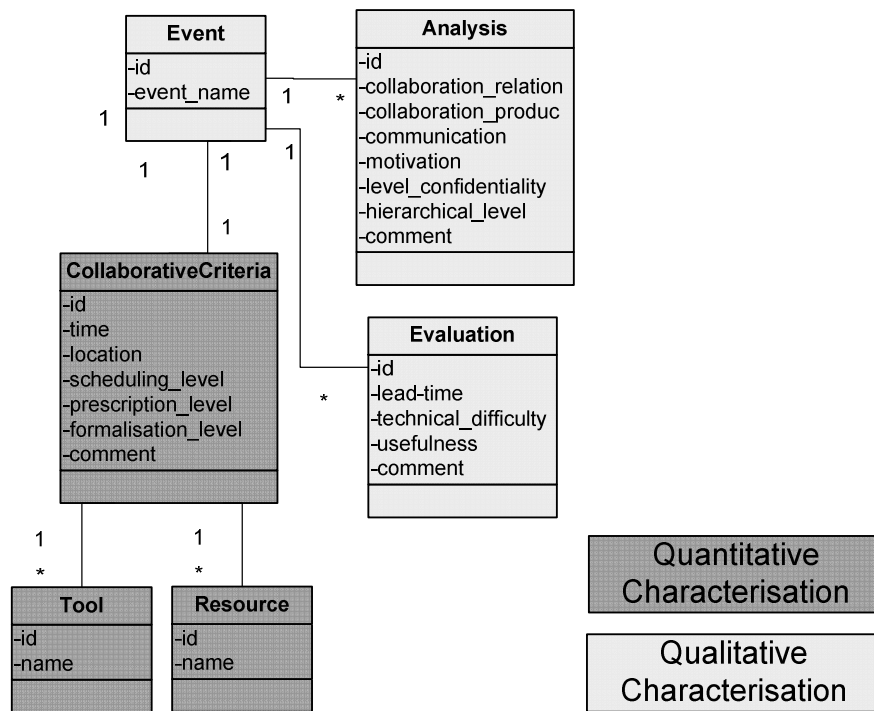 Event
-id
-event_name
Analysis
-id
-collaboration_relation
-collaboration_produc
-communication
-motivation
-level_confidentiality
-hierarchical_level
-comment
1
*
1
1
1
1
1
CollaborativeCriteria
-id
-time
-location
-scheduling_level
-prescription_level
-formalisation_level
-comment
Evaluation
-id
-lead-time
-technical_difficulty
-usefulness
-comment
*
1
*
1
*
Tool
-id
-name
Resource
-id
-name
Quantitative
Characterisation
Qualitative
Characterisation